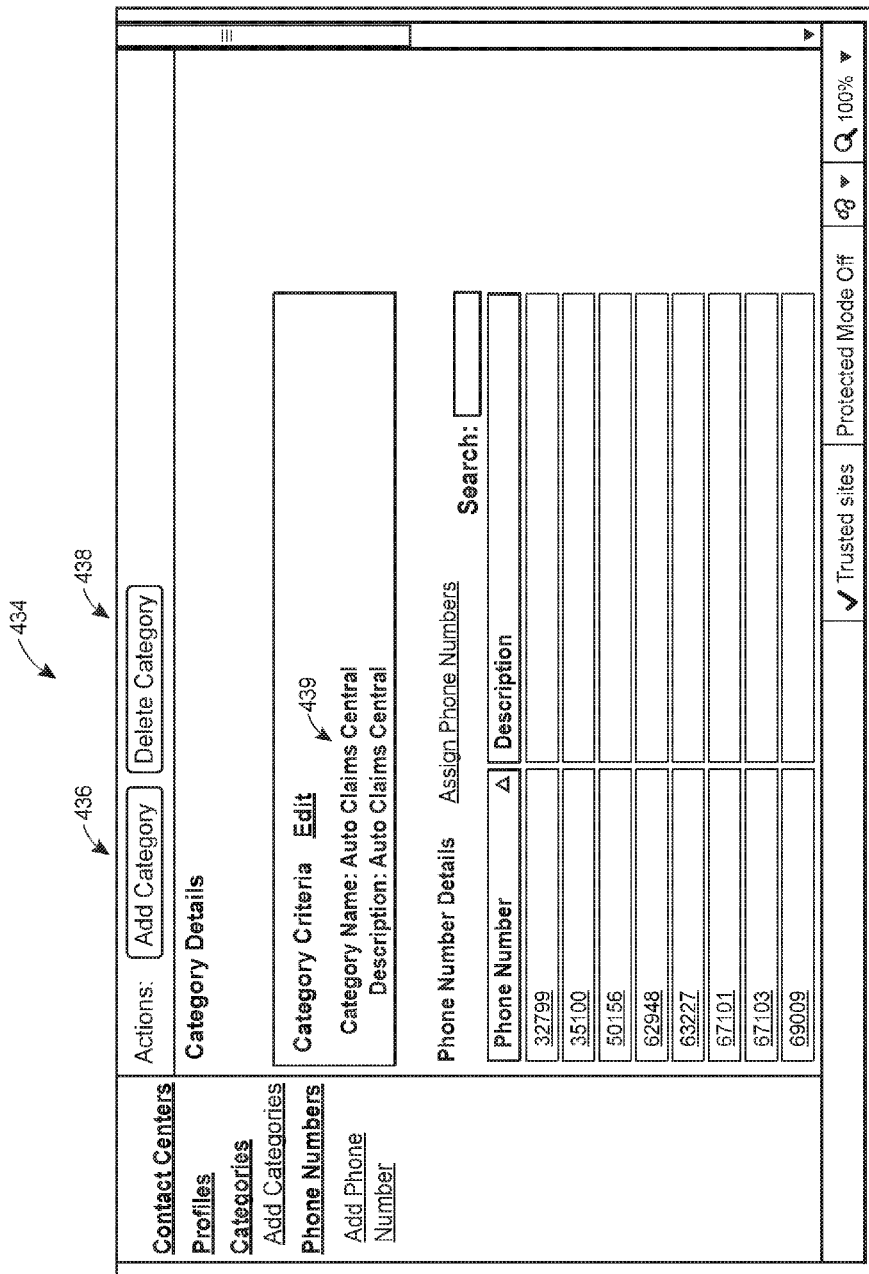 434
436
438
Actions: Add Category Delete Category
Contact Centers
Profiles
Categories
Add Categories
Phone Numbers
Add Phone
Number
Category Details
Category Criteria Edit
439
Category Name: Auto Claims Central
Description: Auto Claims Central
Phone Number Details Assign Phone Numbers
Search:
Phone Number Description
32799
35100
50156
62948
63227
67101
67103
69009
Trusted sites Protected Mode Off 100%